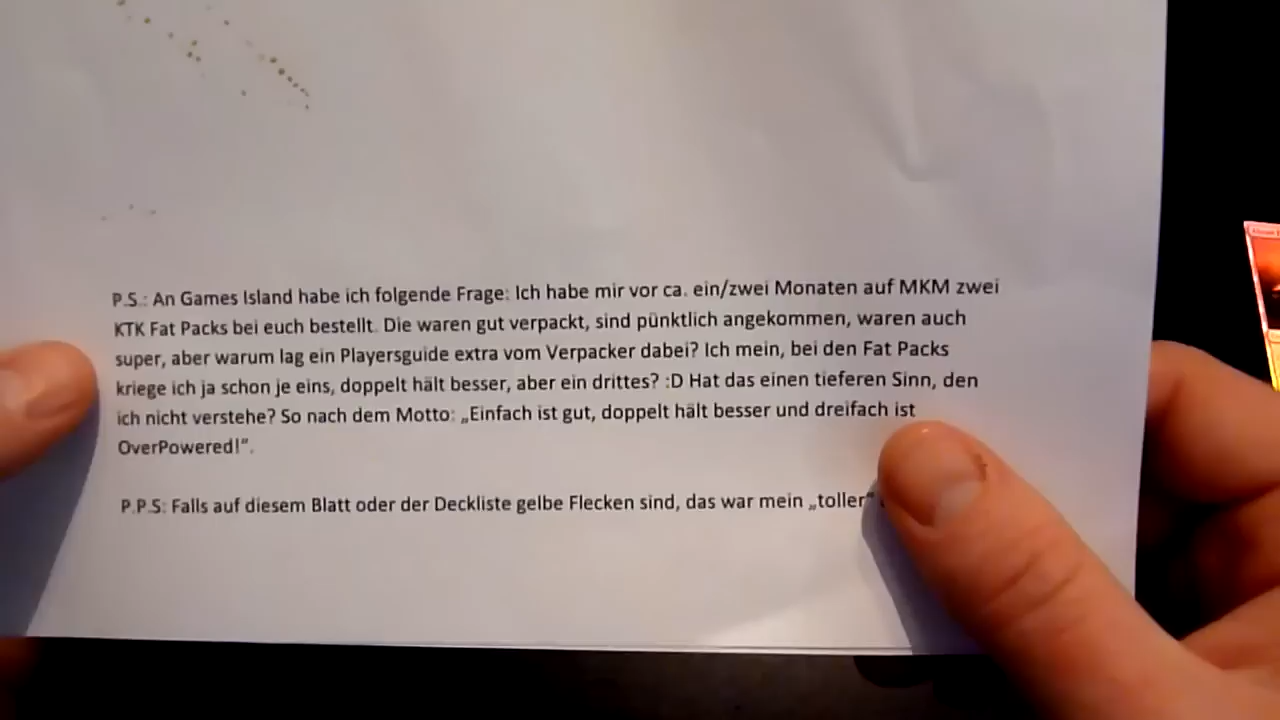 P.S.: An Games Island habe ich folgende Frage: Ich habe mir vor ca. ein/zwei Monaten auf MKM zwei
KTK Fat Packs bei euch bestellt. Die waren gut verpackt, sind pünktlich angekommen, waren auch
super, aber warum lag ein Playersguide extra vom Verpacker dabei? Ich mein, bei den Fat Packs
kriege ich ja schon je eins, doppelt hält besser, aber ein drittes? :D Hat das einen tieferen Sinn, den
ich nicht verstehe? So nach dem Motto: „Einfach ist gut, doppelt hält besser und dreifach ist
OverPowered!“.
P.P.S: Falls auf diesem Blatt oder der Deckliste gelbe Flecken sind, das war mein „toller“